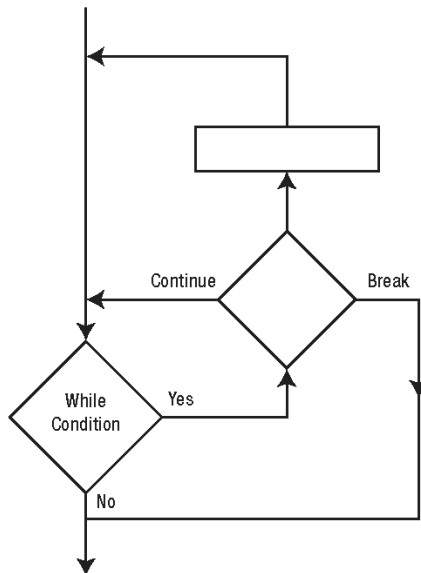 Continue
Break
While
Condition
Yes
No